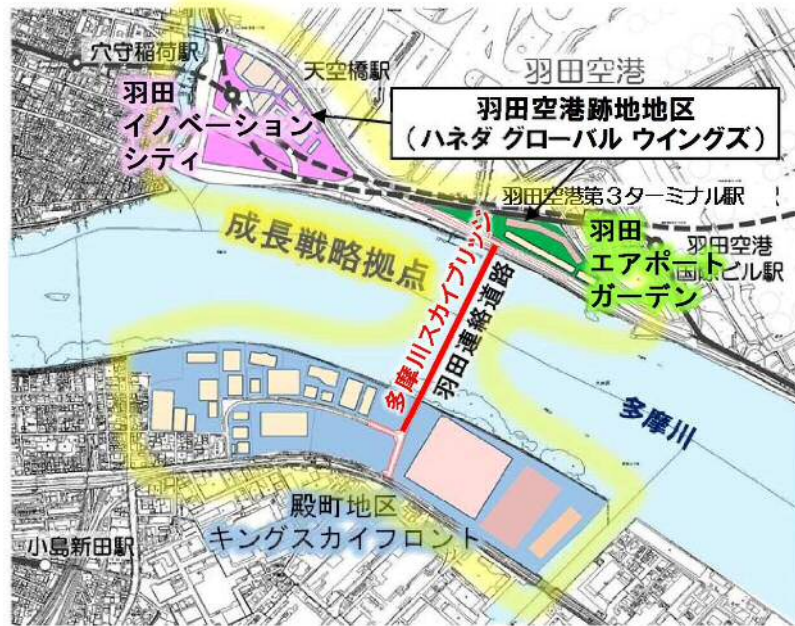 穴守稲荷駅
天空橋駅
羽田空港
羽田
イノベーション
シティ
羽田空港跡地地区
（ハネダ グローバル ウイングズ）
羽田空港第3ターミナル駅
羽田
エアポート
ガーデン
羽田空港
国際ビル駅
成長戦略拠点
多摩川スカイブリッジ
羽田連絡道路
多摩川
殿町地区
キングスカイフロント
小島新田駅